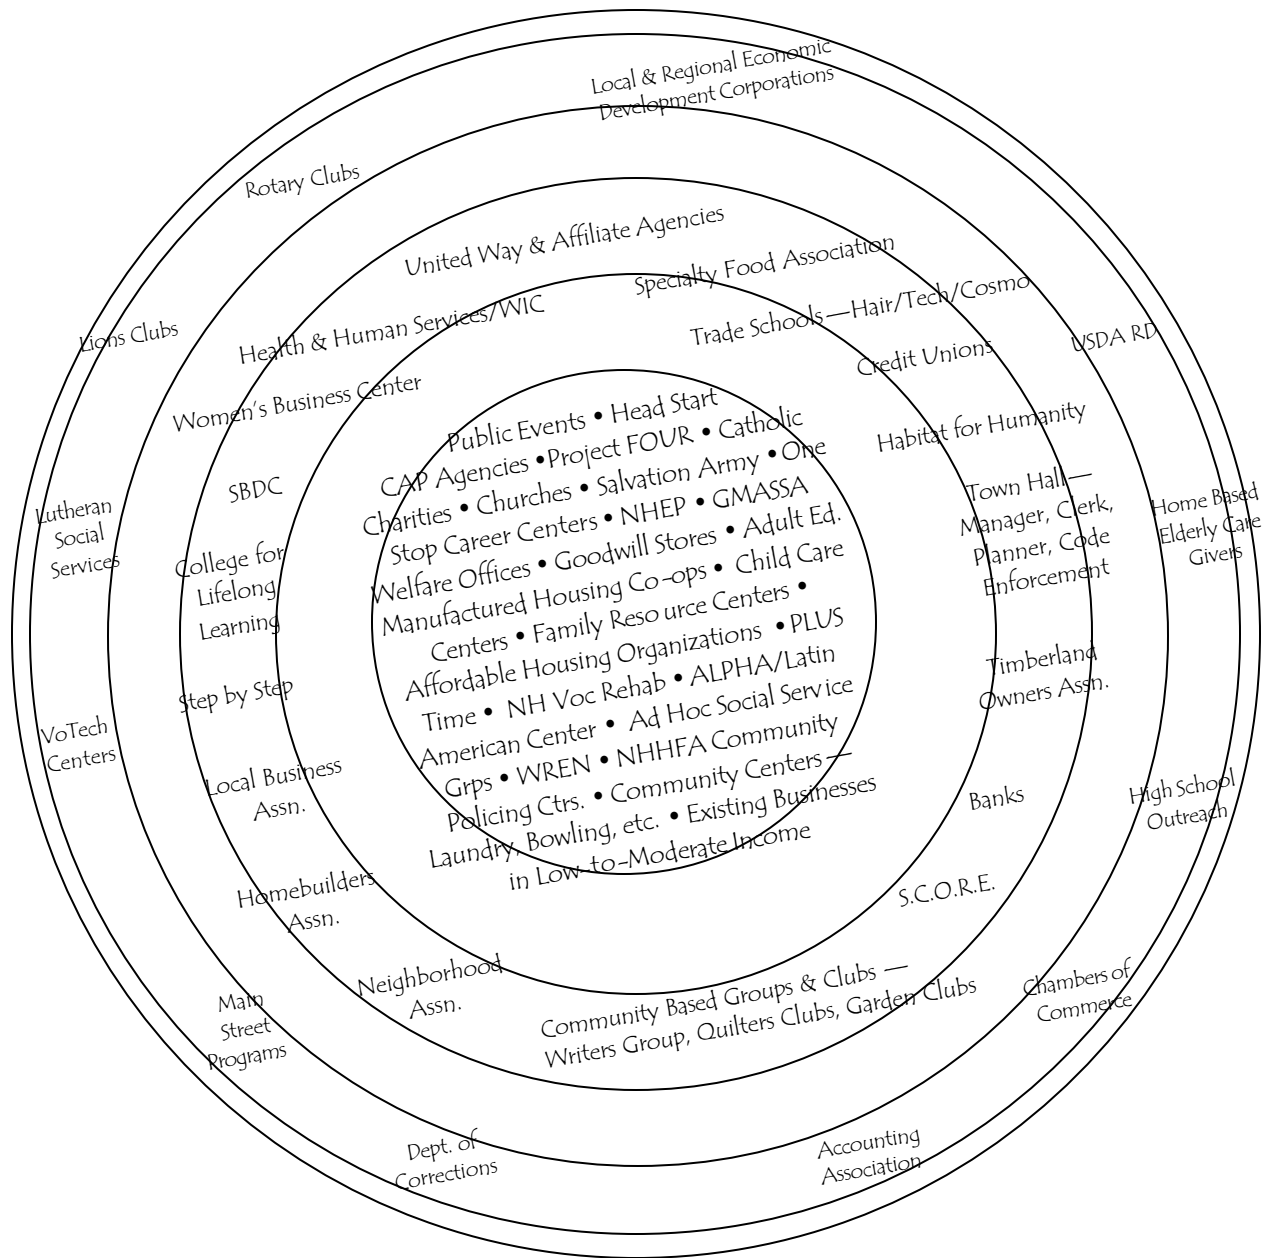 Local & Regional Economic
Development Corporations
Rotary Clubs
United Way & Affiliate Agencies
Specialty Food Association
Health & Human Services/WIC
Trade Schools—Hair/Tech/Cosmo
Lions Clubs
USDA RD
Credit Unions
Women's Business Center
Habitat for Humanity
Public Events • Head Start
CAP Agencies •Project FOUR • Catholic
Charities • Churches • Salvation Army •One
Stop Career Centers • NHEP • GMASSA
Welfare Offices • Goodwill Stores • Adult Ed.
Manufactured Housing Co-ops • Child Care
Centers • Family Resource Centers •
Affordable Housing Organizations •PLUS
Time • NH Voc Rehab • ALPHA/Latin
American Center • Ad Hoc Social Service
Grps • WREN • NHHFA Community
Policing Ctrs. • Community Centers—
Laundry, Bowling, etc. • Existing Businesses
in Low-to-Moderate Income
SBDC
Town Hall—
Manager, Clerk,
Planner, Code
Enforcement
Lutheran
Social
Services
Home Based
Elderly Care
Givers
College for
Lifelong
Learning
Step by Step
Timberland
Owners Assn.
VoTech
Centers
Local Business
Assn.
Banks
High School
Outreach
Homebuilders
Assn.
S.C.O.R.E.
Neighborhood
Assn.
Community Based Groups & Clubs —
Writers Group, Quilters Clubs, Garden Clubs
Chambers of
Commerce
Main
Street
Programs
Dept. of
Corrections
Accounting
Association